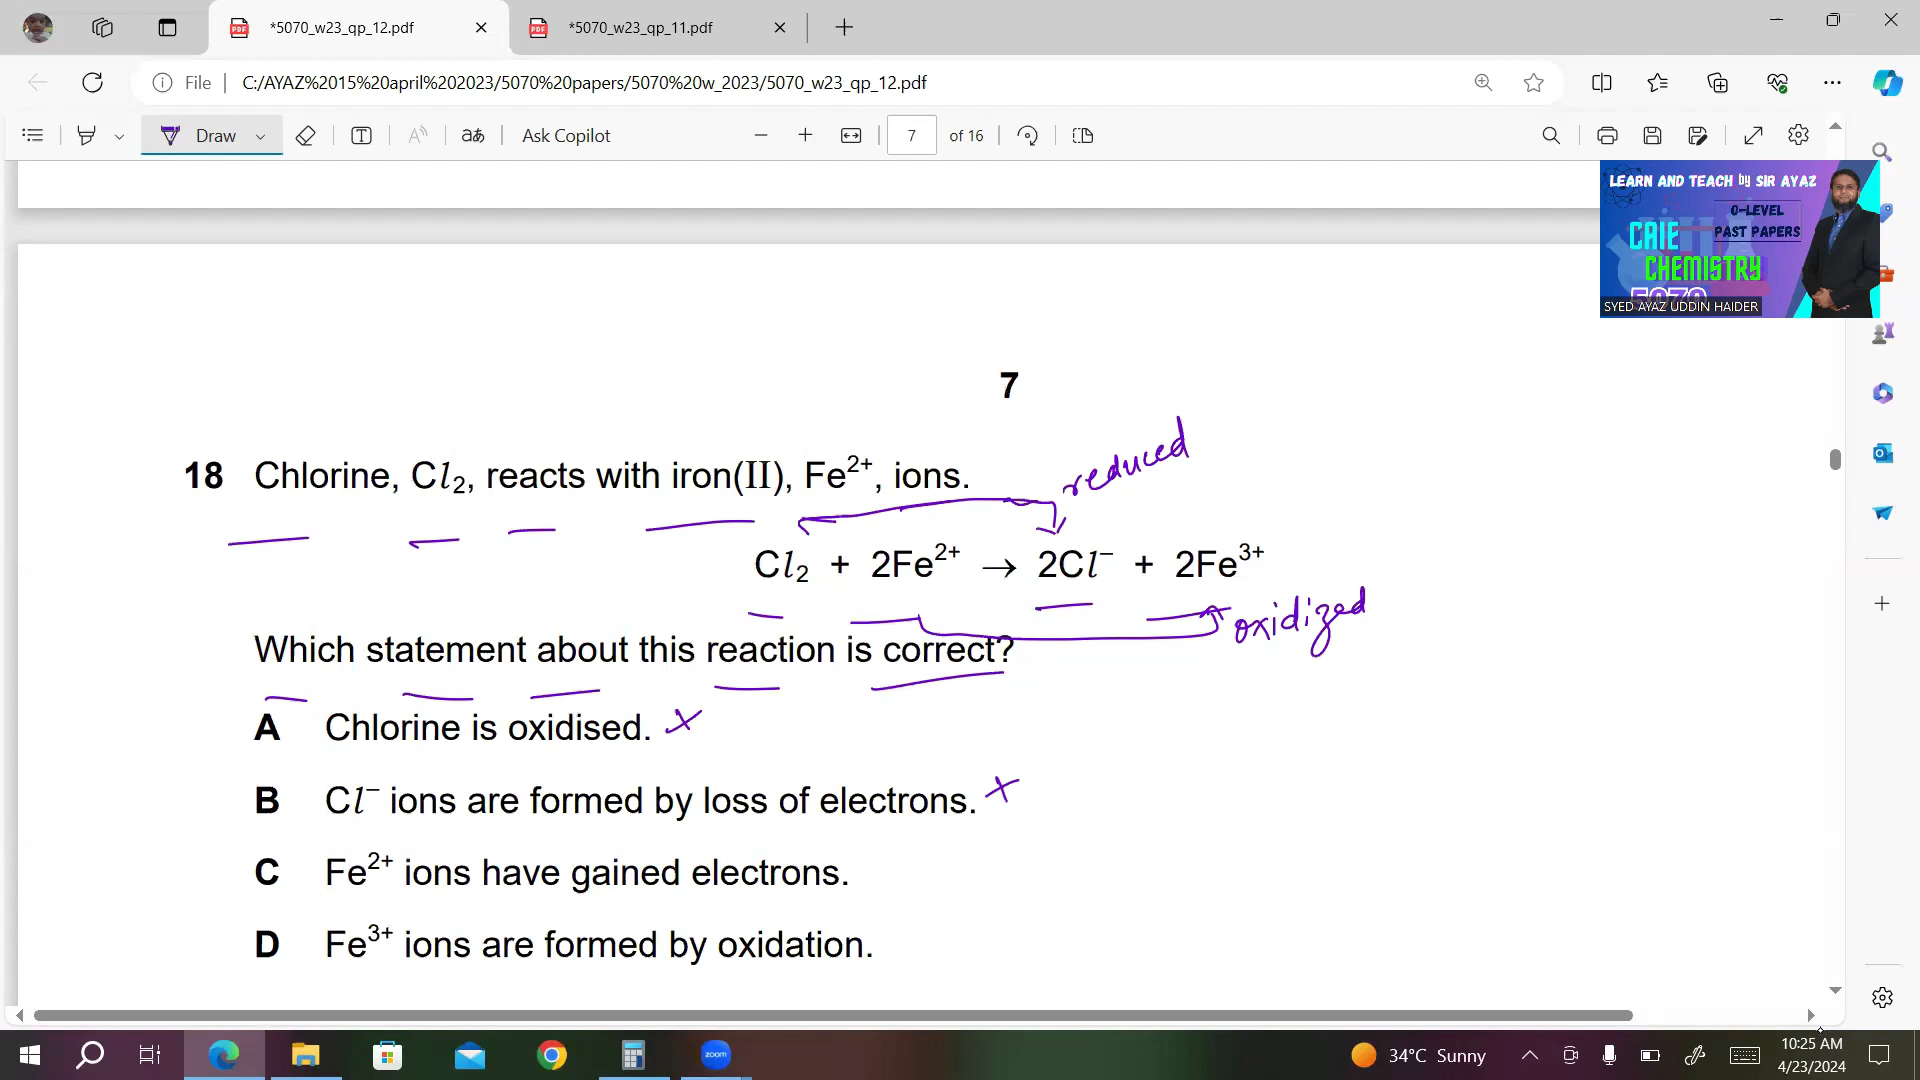 *5070_w23_qp_12.pdf
*5070_w23_qp_11.pdf
File
C:/AYAZ%2015%20april%202023/5070%20papers/5070%20w_2023/5070_w23_qp_12.pdf
Draw
Ask Copilot
7
of 16
LEARN AND TEACH by SIR AYAZ
O-LEVEL
PAST PAPERS
CAIE
CHEMISTRY
5070
SYED AYAZ UDDIN HAIDER
7
reduced
18 Chlorine, Cl₂, reacts with iron(II), Fe²⁺, ions.
Cl₂ + 2Fe²⁺ → 2Cl⁻ + 2Fe³⁺
oxidized
Which statement about this reaction is correct?
A Chlorine is oxidised. ×
B Cl⁻ ions are formed by loss of electrons. ×
C Fe²⁺ ions have gained electrons.
D Fe³⁺ ions are formed by oxidation.
zoom
34°C Sunny
10:25 AM
4/23/2024